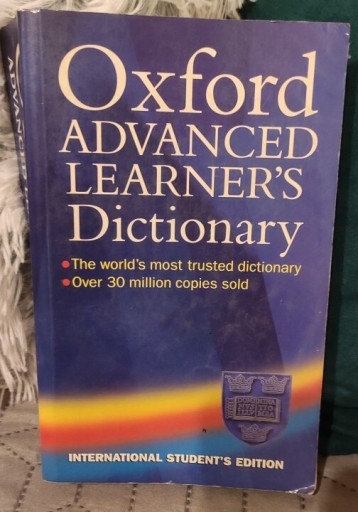 Oxford
ADVANCED
LEARNER'S
Dictionary
•The world's most trusted dictionary
•Over 30 million copies sold
INTERNATIONAL STUDENT'S EDITION